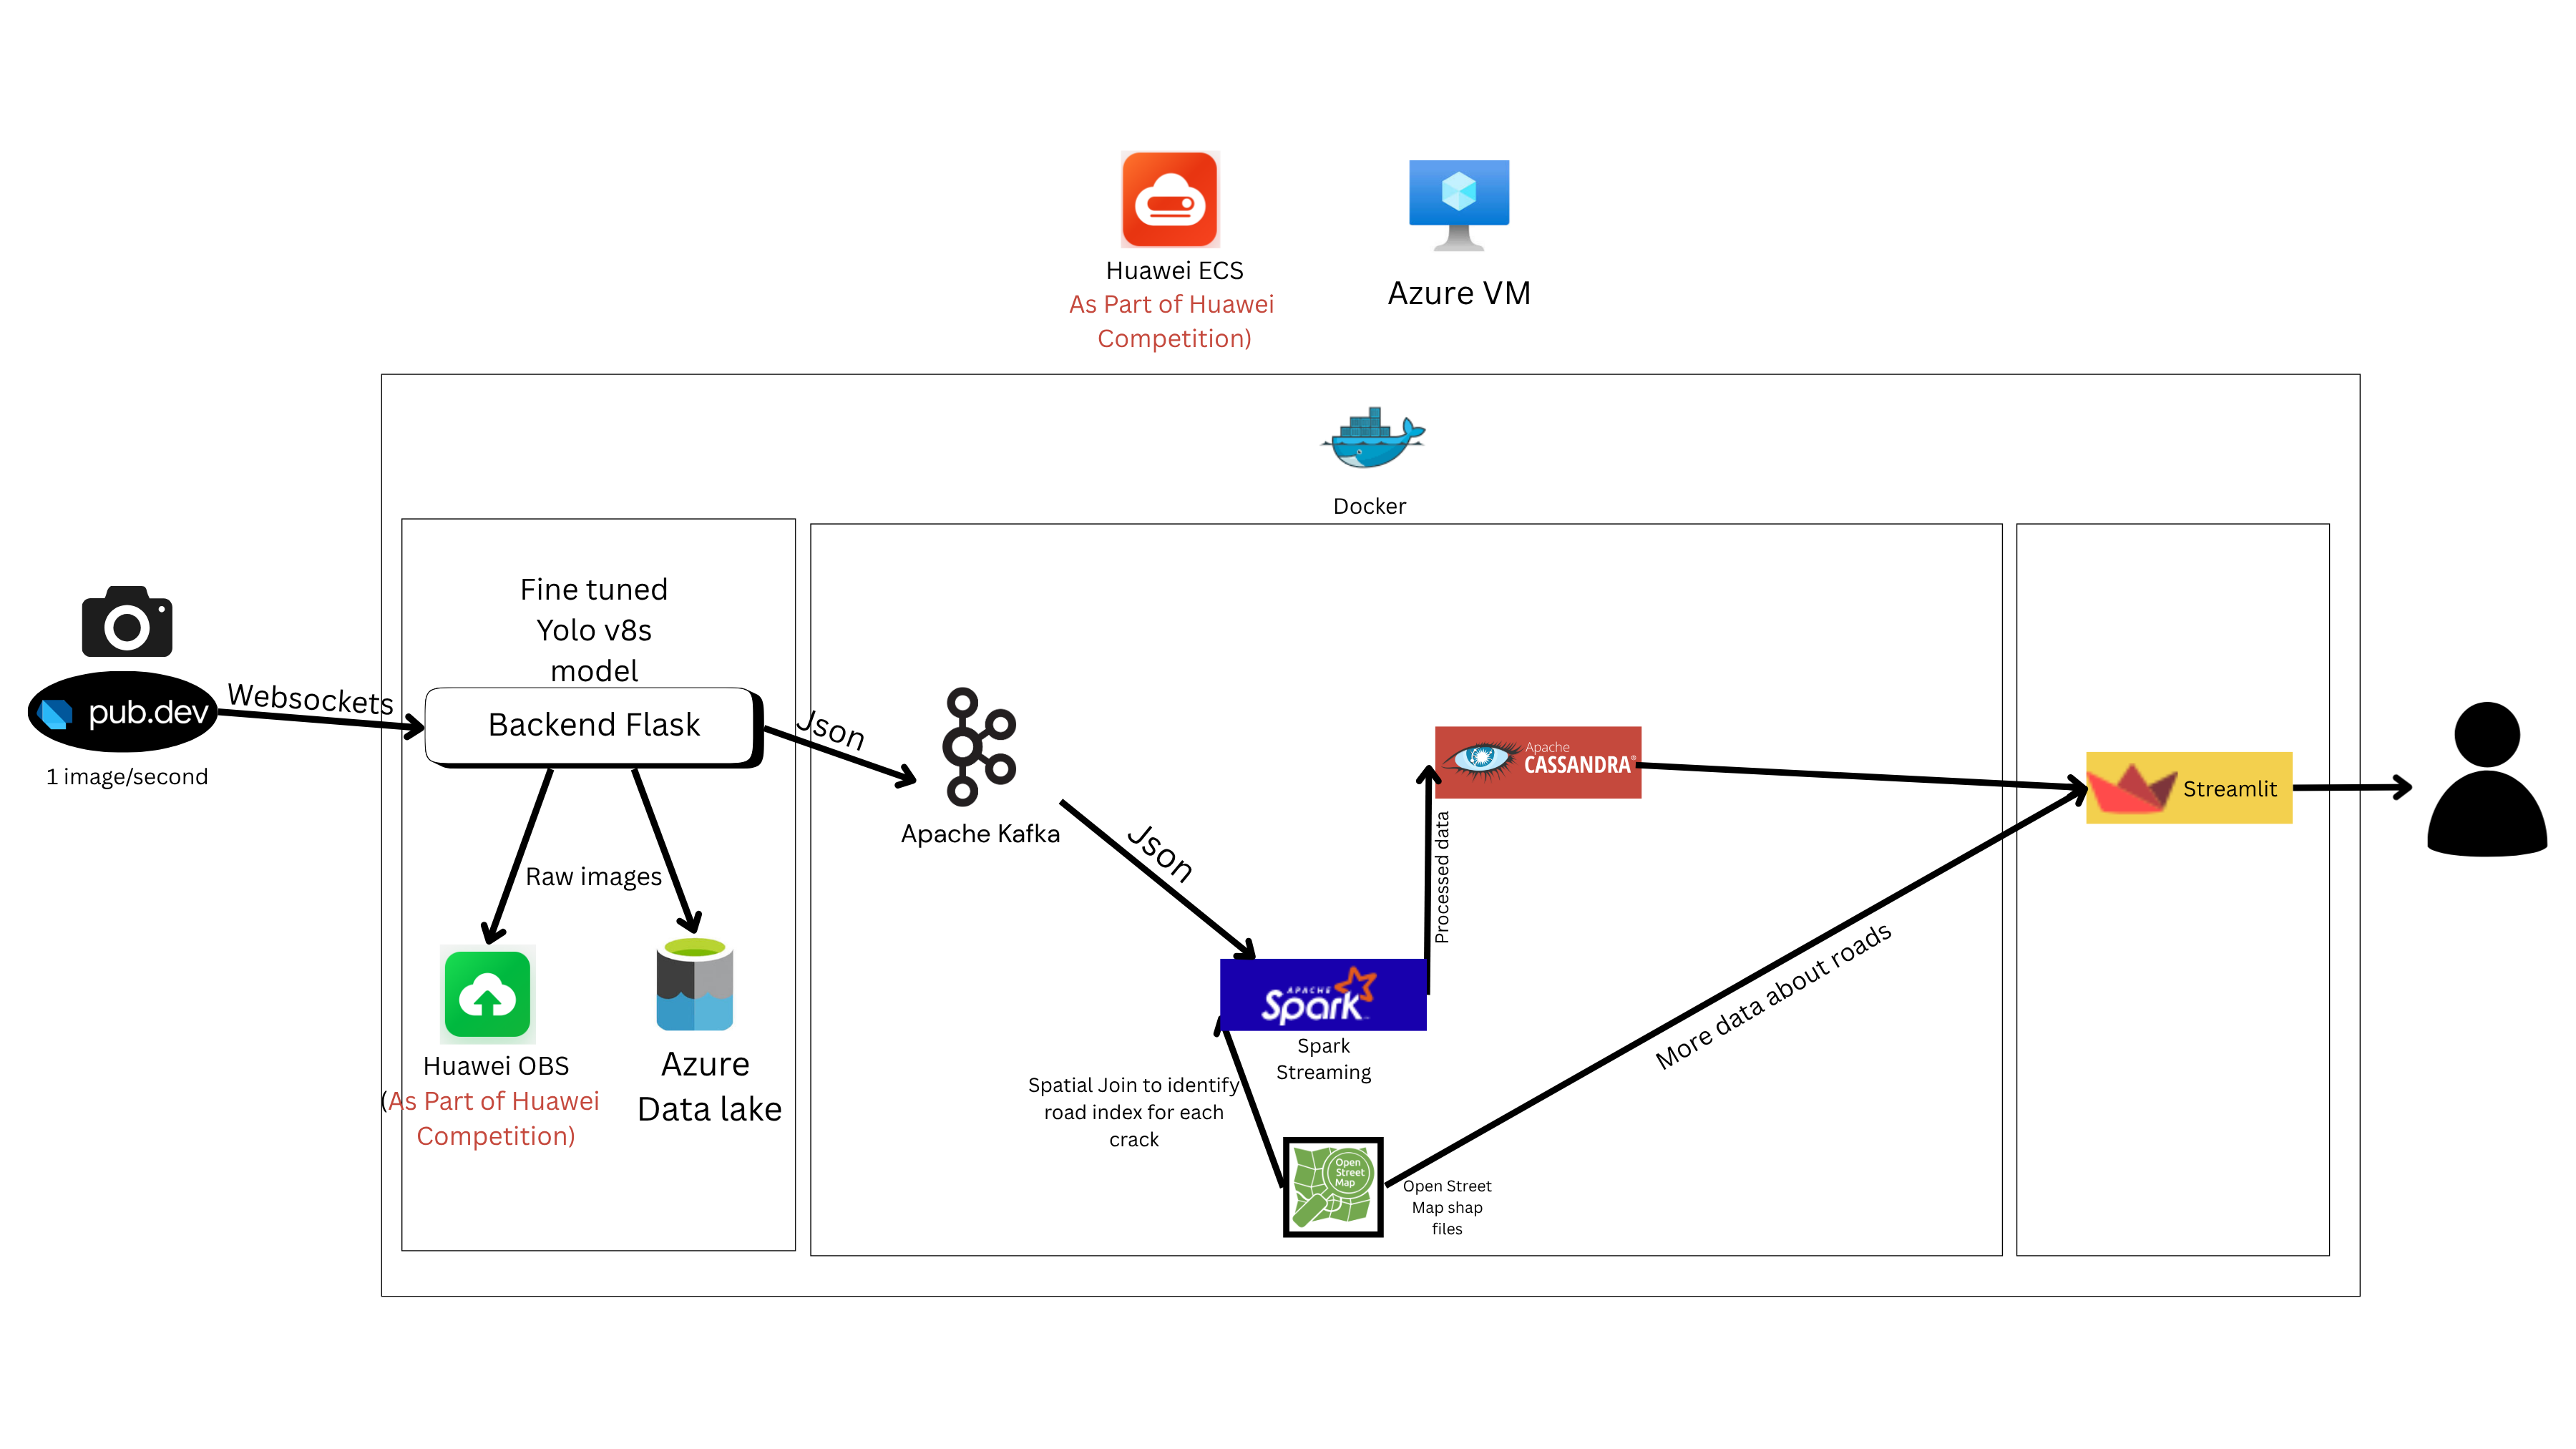 Huawei ECS
As Part of Huawei
Competition)
Azure VM
Docker
Fine tuned
Yolo v8s
model
Backend Flask
pub.dev
1 image/second
Websockets
Json
Raw images
Huawei OBS
(As Part of Huawei
Competition)
Azure
Data lake
Apache Kafka
Json
APACHE
Spark
Spark
Streaming
Spatial Join to identify
road index for each
crack
Open
Street
Map
Open Street
Map shap
files
Processed data
Apache
CASSANDRA
More data about roads
Streamlit